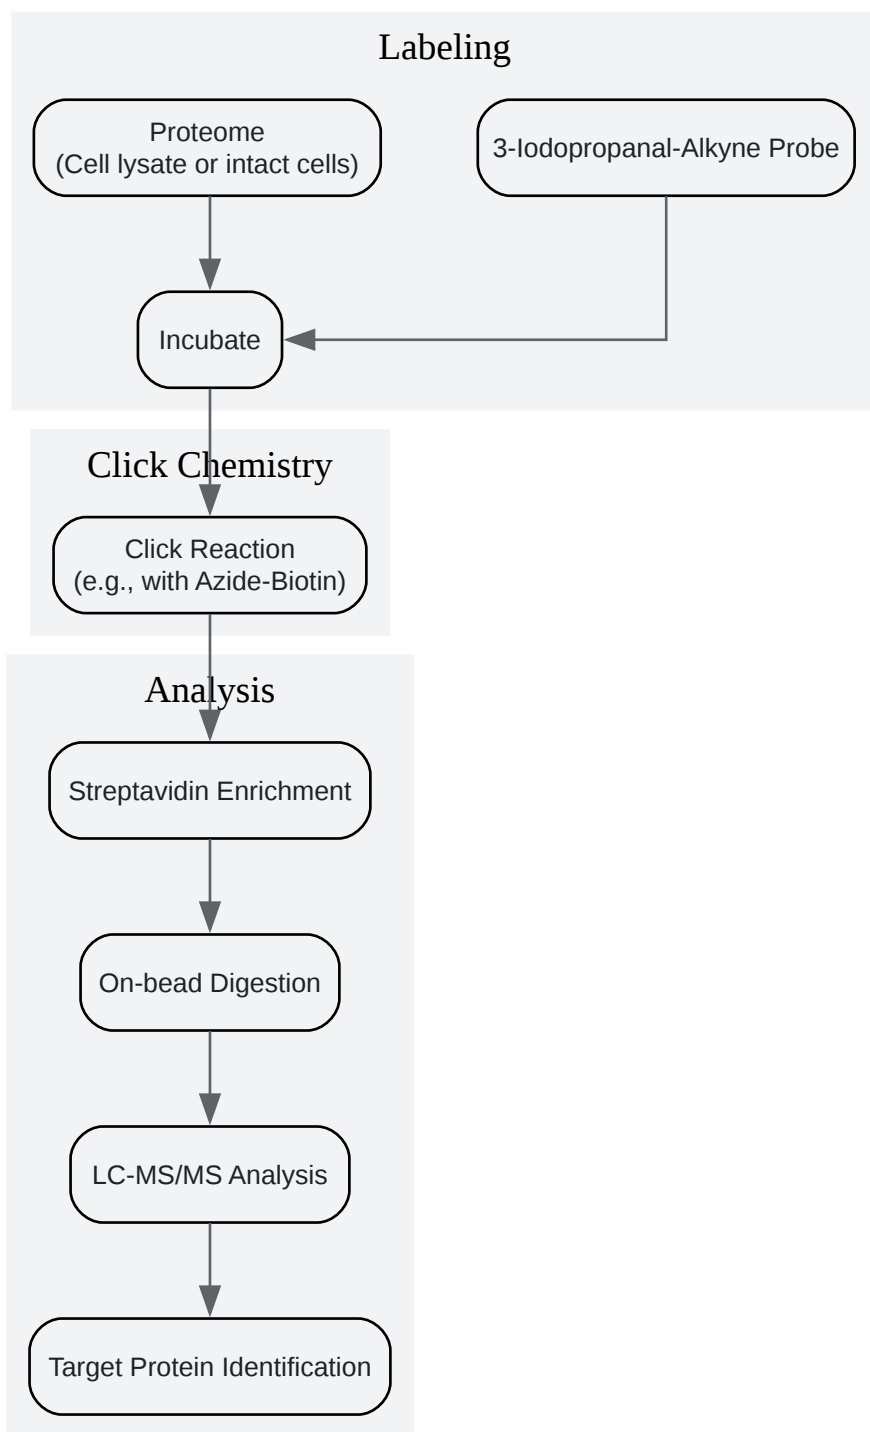 Labeling
Proteome
(Cell lysate or intact cells)
3-Iodopropanal-Alkyne Probe
Incubate
Click Chemistry
Click Reaction
(e.g., with Azide-Biotin)
Analysis
Streptavidin Enrichment
On-bead Digestion
LC-MS/MS Analysis
Target Protein Identification